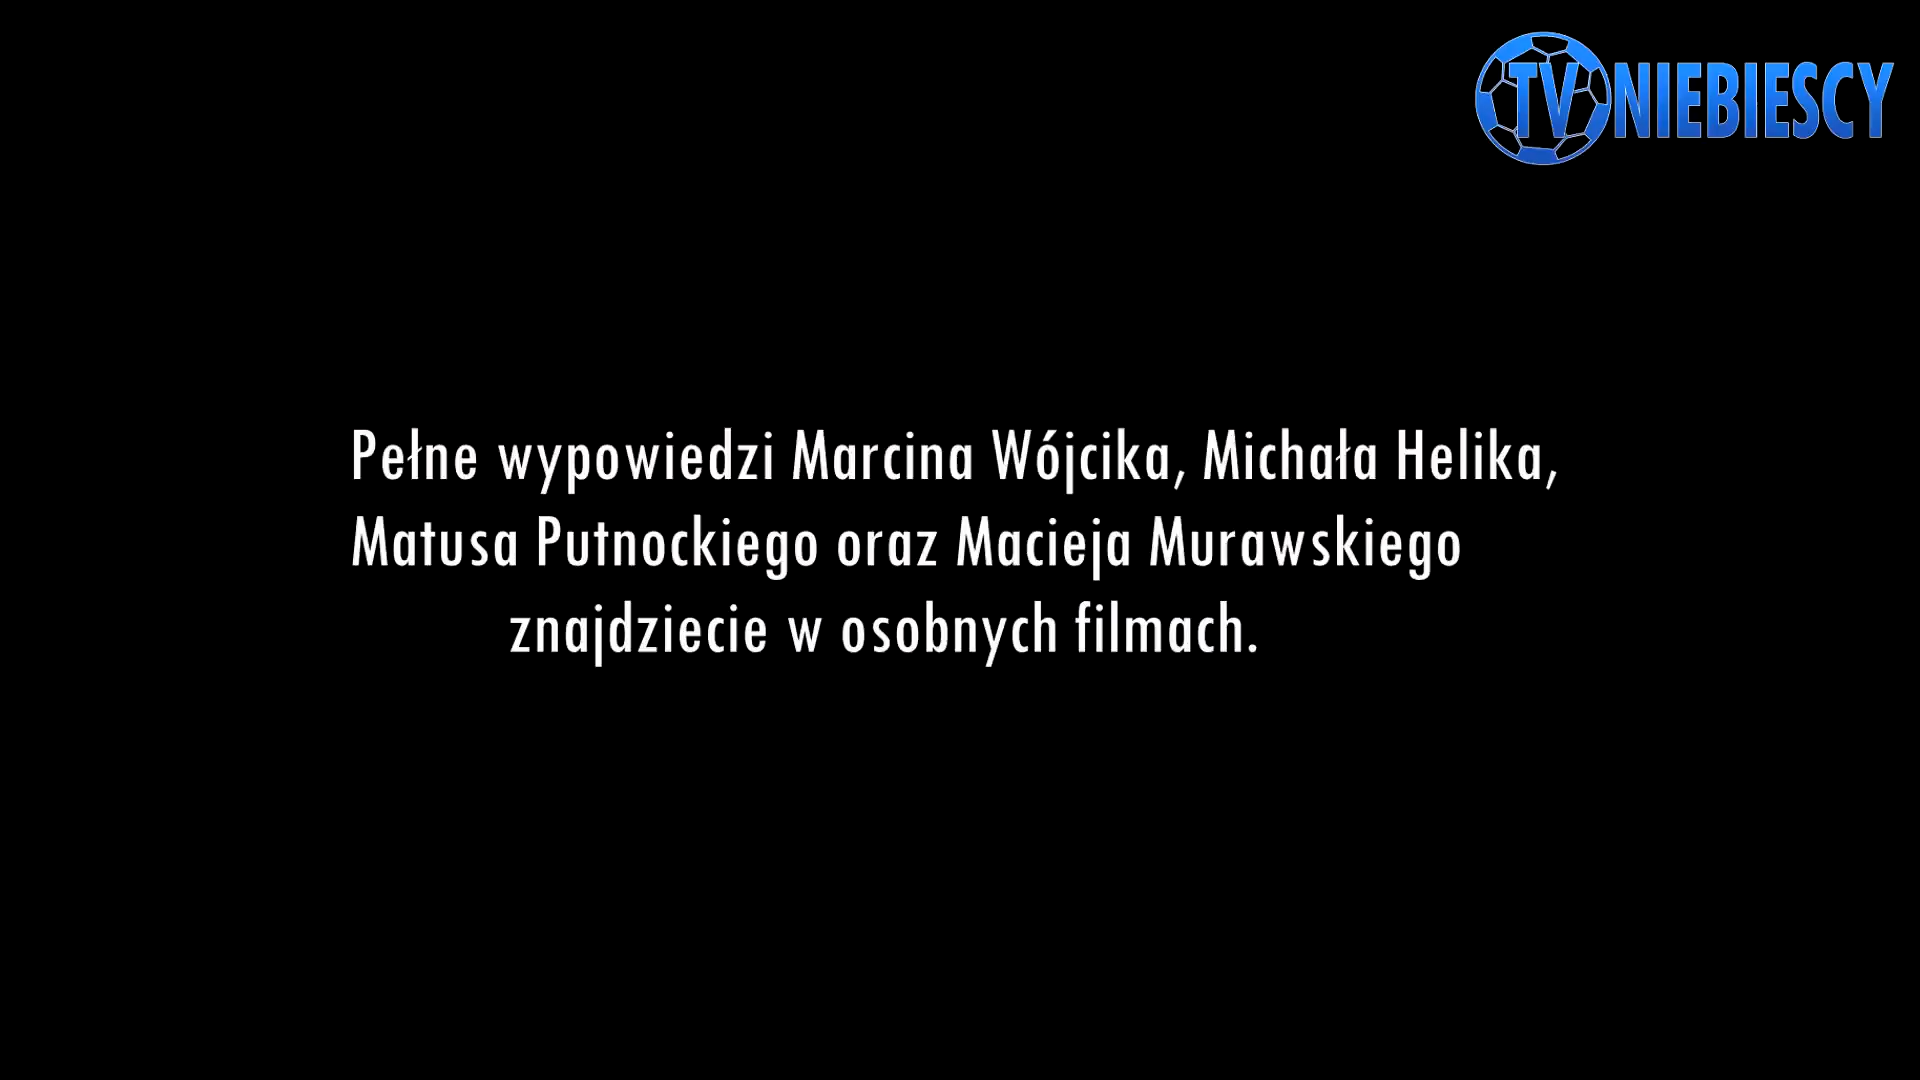 TV NIEBIESCY
Pełne wypowiedzi Marcina Wójcika, Michała Helika,
Matusa Putnockiego oraz Macieja Murawskiego
znajdziecie w osobnych filmach.